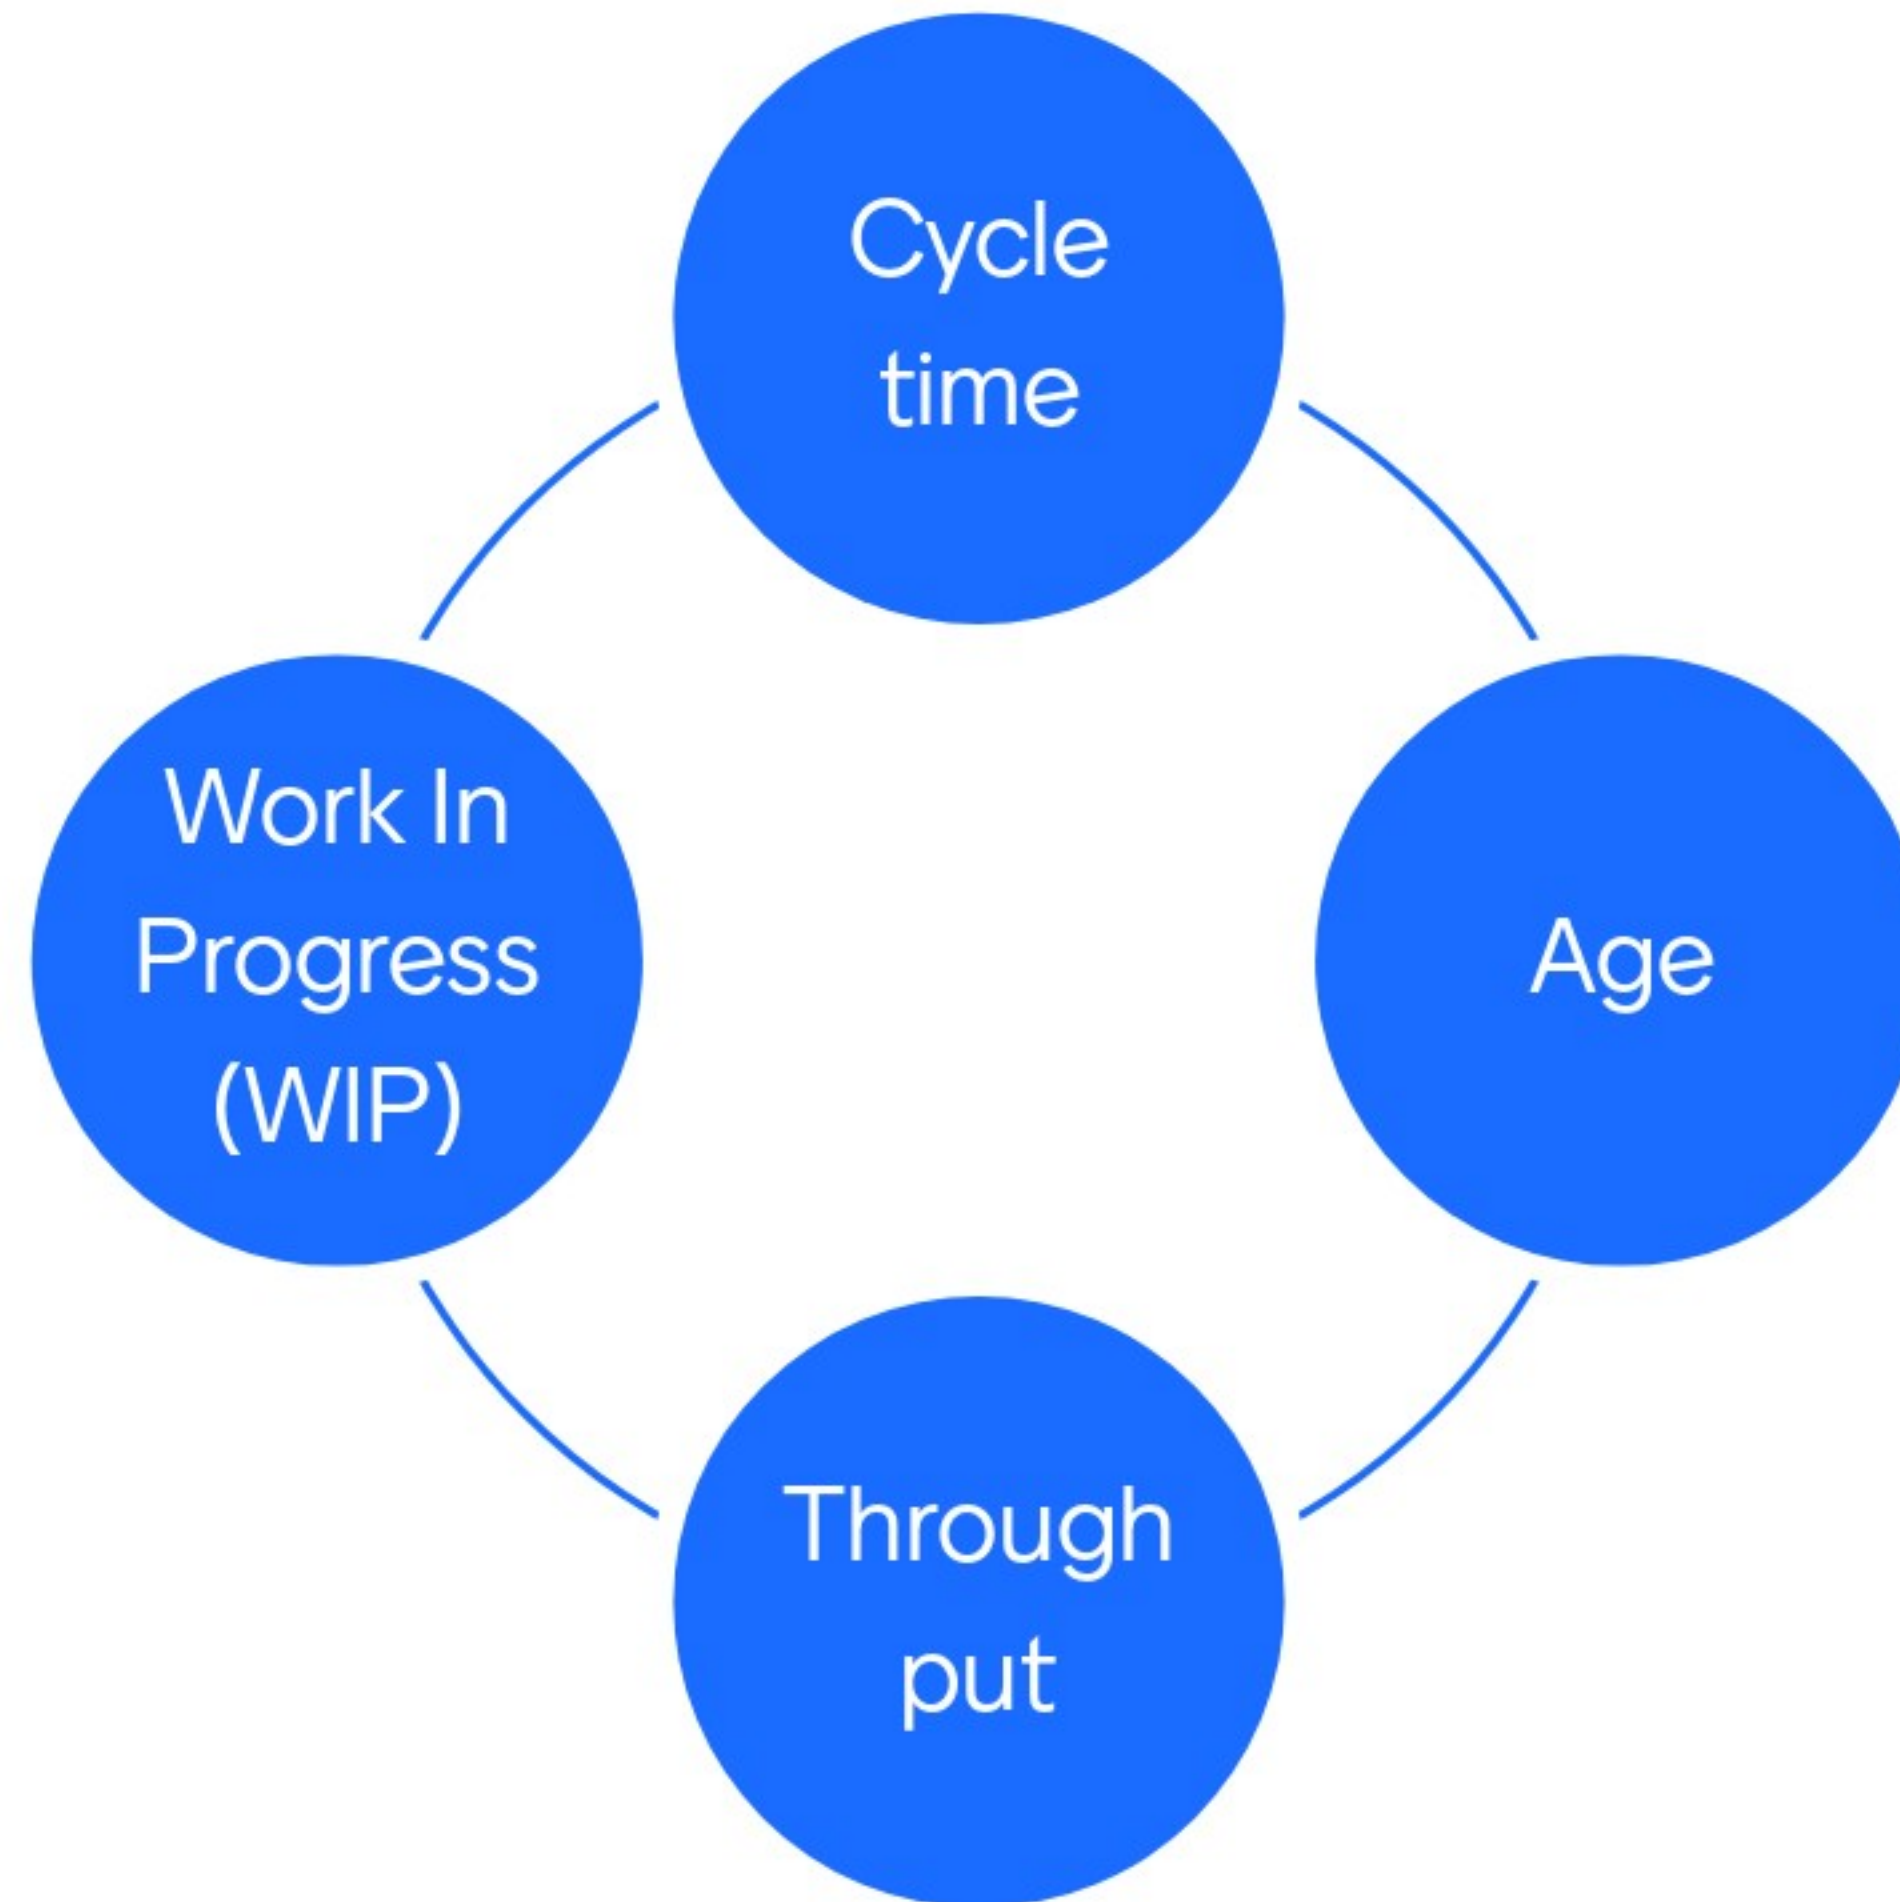 Cycle
time
Work In
Progress
(WIP)
Age
Through
put